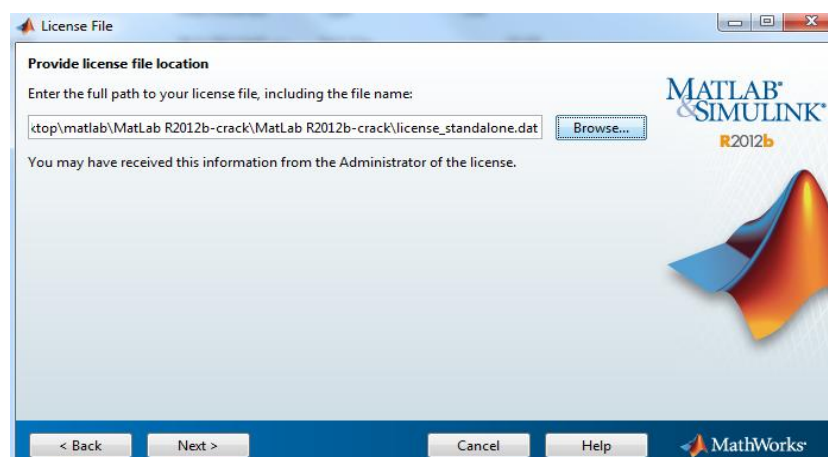 License File
Provide license file location
Enter the full path to your license file, including the file name:
ktop\matlab\MatLab R2012b-crack\MatLab R2012b-crack\license_standalone.dat
Browse...
You may have received this information from the Administrator of the license.
MATLAB®
&SIMULINK®
R2012b
< Back
Next >
Cancel
Help
MathWorks®